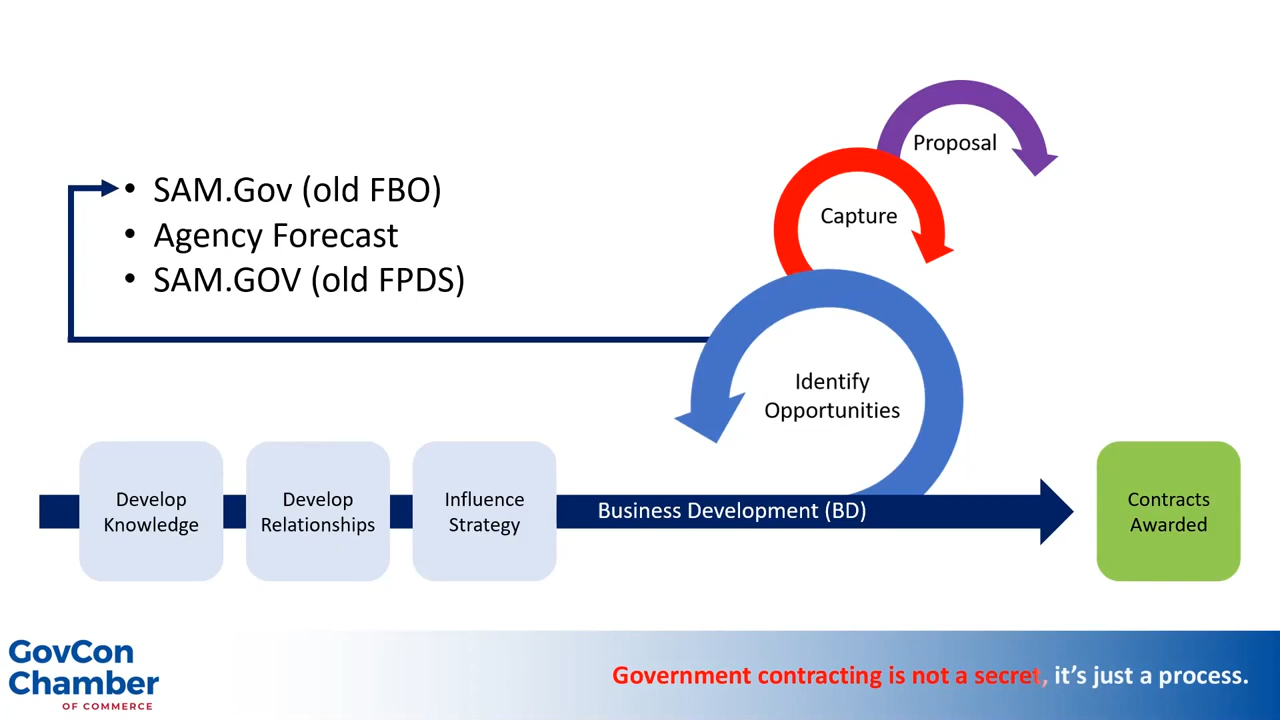 Proposal
• SAM.Gov (old FBO)
• Agency Forecast
• SAM.GOV (old FPDS)
Capture
Identify
Opportunities
Develop
Knowledge
Develop
Relationships
Influence
Strategy
Business Development (BD)
Contracts
Awarded
GovCon
Chamber
OF COMMERCE
Government contracting is not a secret, it’s just a process.